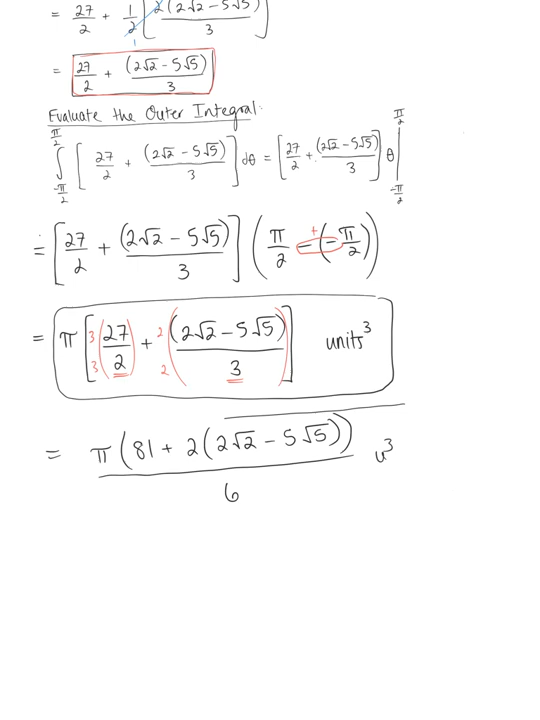 = 27/2 + 1/2 [ 2(2√2 - 5√5)/3 ]
1
= 27/2 + (2√2 - 5√5)/3
Evaluate the Outer Integral:
∫_{-π/2}^{π/2} [ 27/2 + (2√2 - 5√5)/3 ] dθ = [ 27/2 + (2√2 - 5√5)/3 ] θ |_{-π/2}^{π/2}
= [ 27/2 + (2√2 - 5√5)/3 ] ( π/2 - (-π/2) )
+
= π [ 3/3 (27/2) + 2/2 ( (2√2 - 5√5)/3 ) ] units³
= π(81 + 2(2√2 - 5√5))/6 u³